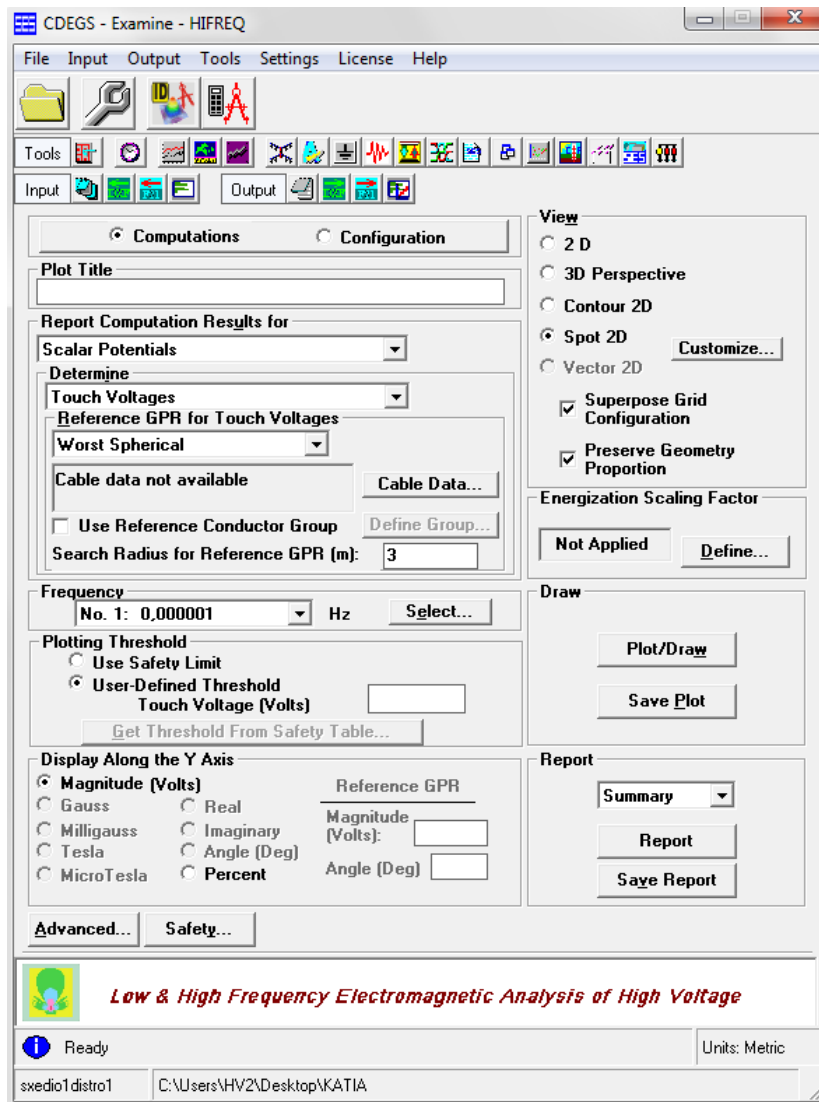 CDEGS - Examine - HIFREQ
File Input Output Tools Settings License Help
ID
Tools
Input
Output
Computations
Configuration
Plot Title
Report Computation Results for
Scalar Potentials
Determine
Touch Voltages
Reference GPR for Touch Voltages
Worst Spherical
Cable data not available
Cable Data...
Use Reference Conductor Group
Define Group...
Search Radius for Reference GPR (m):
3
Frequency
No. 1: 0,000001
Hz
Select...
Plotting Threshold
Use Safety Limit
User-Defined Threshold
Touch Voltage (Volts)
Get Threshold From Safety Table...
Display Along the Y Axis
Magnitude (Volts)
Gauss
Milligauss
Tesla
MicroTesla
Real
Imaginary
Angle (Deg)
Percent
Reference GPR
Magnitude
(Volts):
Angle (Deg)
Advanced...
Safety...
View
2 D
3D Perspective
Contour 2D
Spot 2D
Customize...
Vector 2D
Superpose Grid
Configuration
Preserve Geometry
Proportion
Energization Scaling Factor
Not Applied
Define...
Draw
Plot/Draw
Save Plot
Report
Summary
Report
Save Report
Low & High Frequency Electromagnetic Analysis of High Voltage
Ready
Units: Metric
sxedio1distro1
C:\Users\HV2\Desktop\KATIA